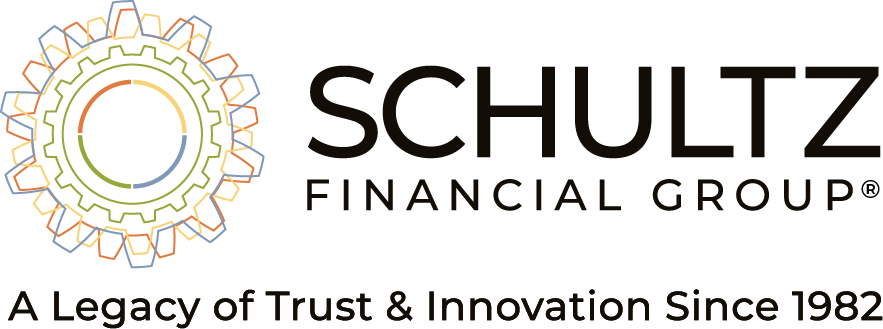 SCHULTZ
FINANCIAL GROUP®
A Legacy of Trust & Innovation Since 1982